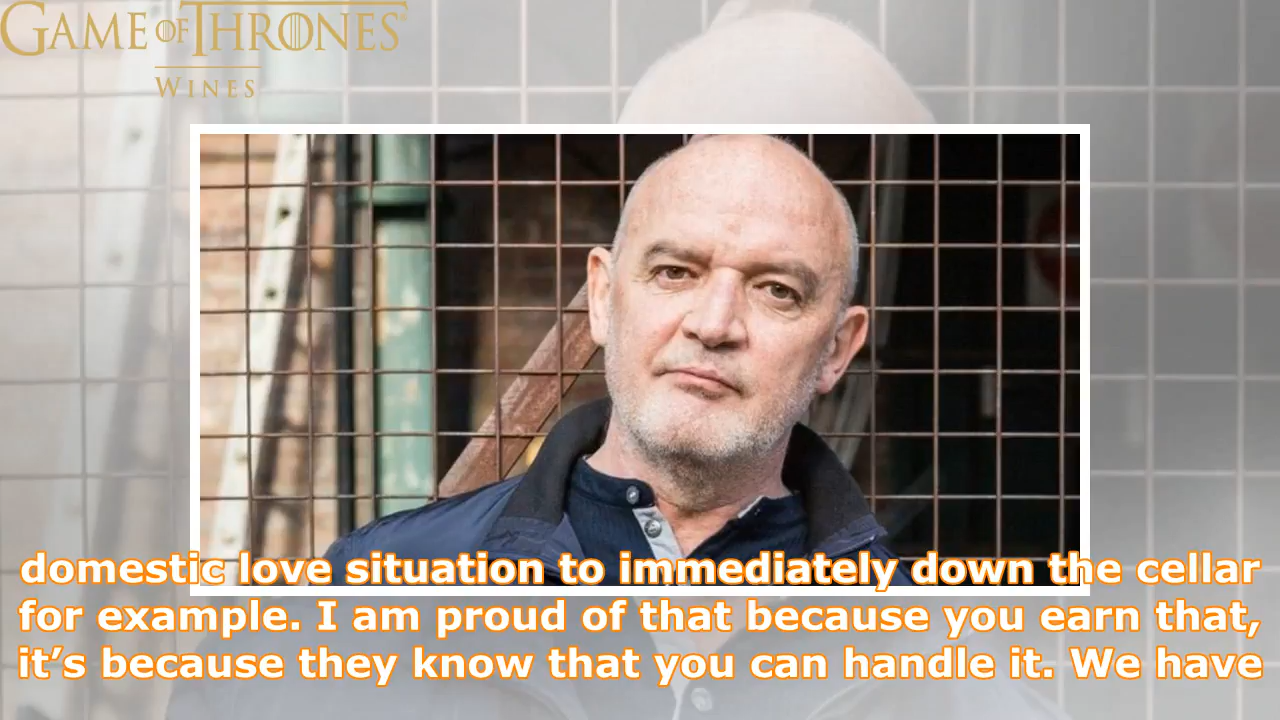 GAME OF THRONES
WINES
domestic love situation to immediately down the cellar
for example. I am proud of that because you earn that,
it’s because they know that you can handle it. We have